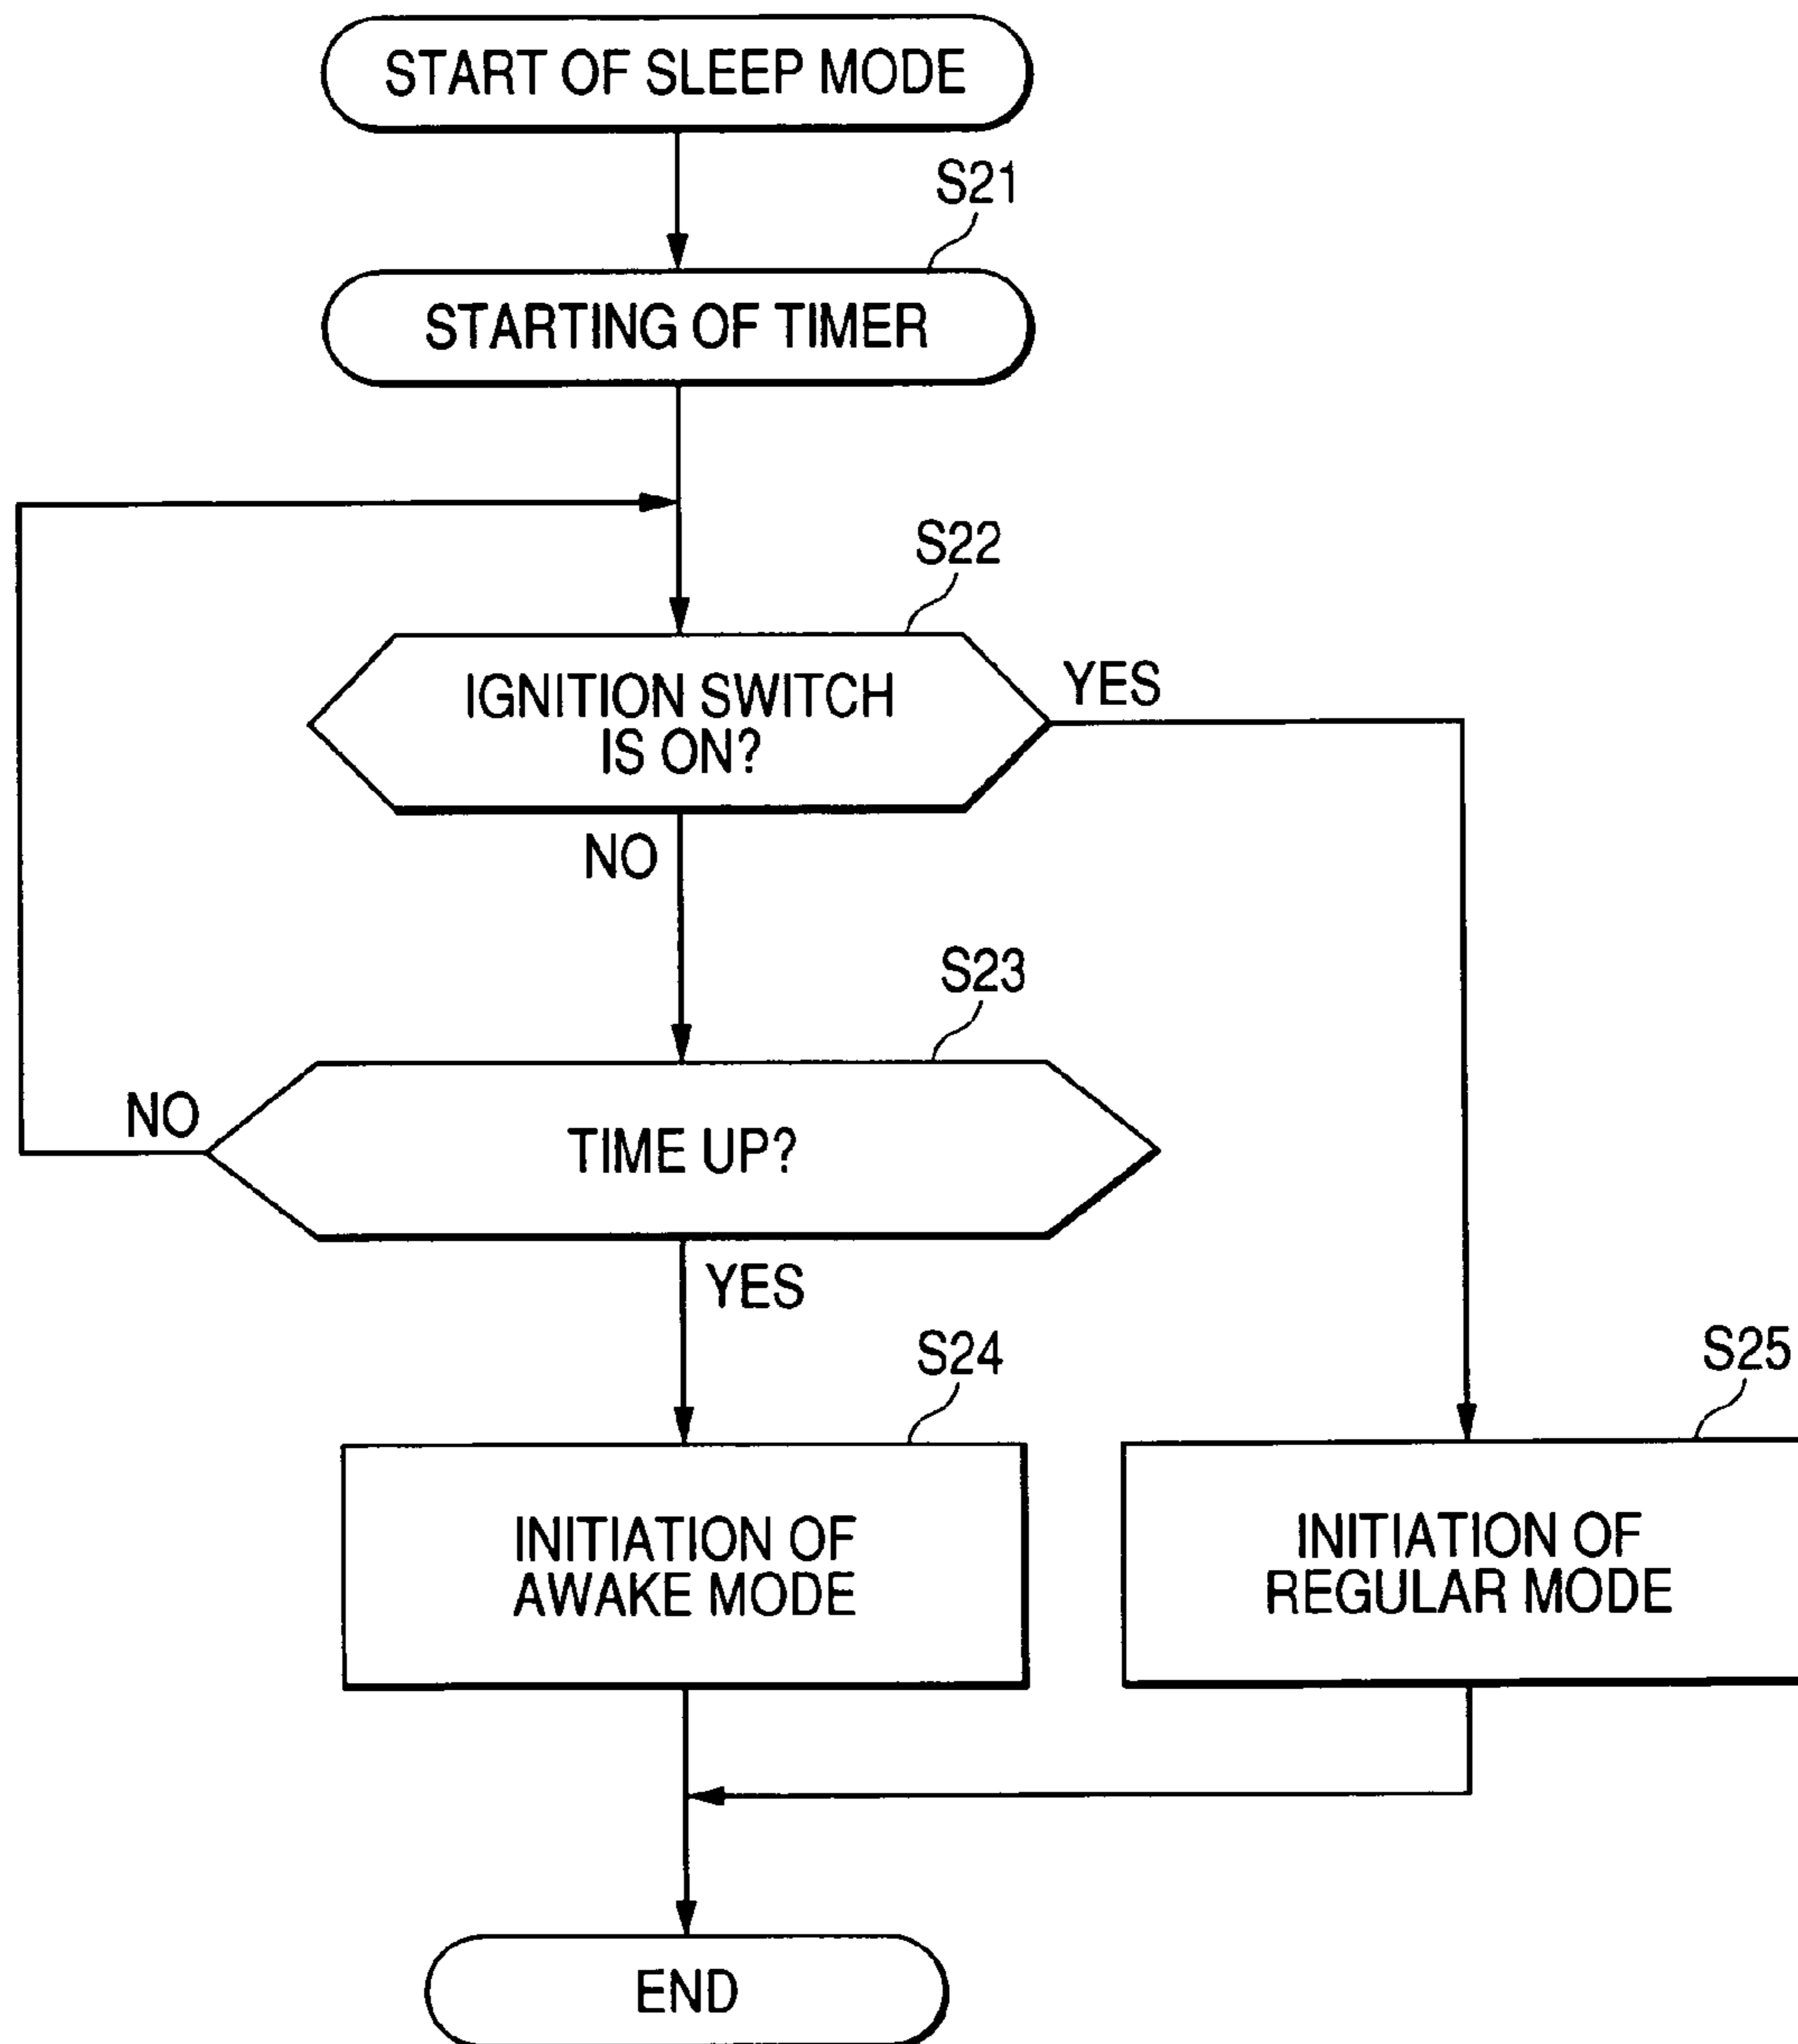 START OF SLEEP MODE
S21
STARTING OF TIMER
S22
IGNITION SWITCH
IS ON?
YES
NO
S23
NO
TIME UP?
YES
S24
S25
INITIATION OF
AWAKE MODE
INITIATION OF
REGULAR MODE
END